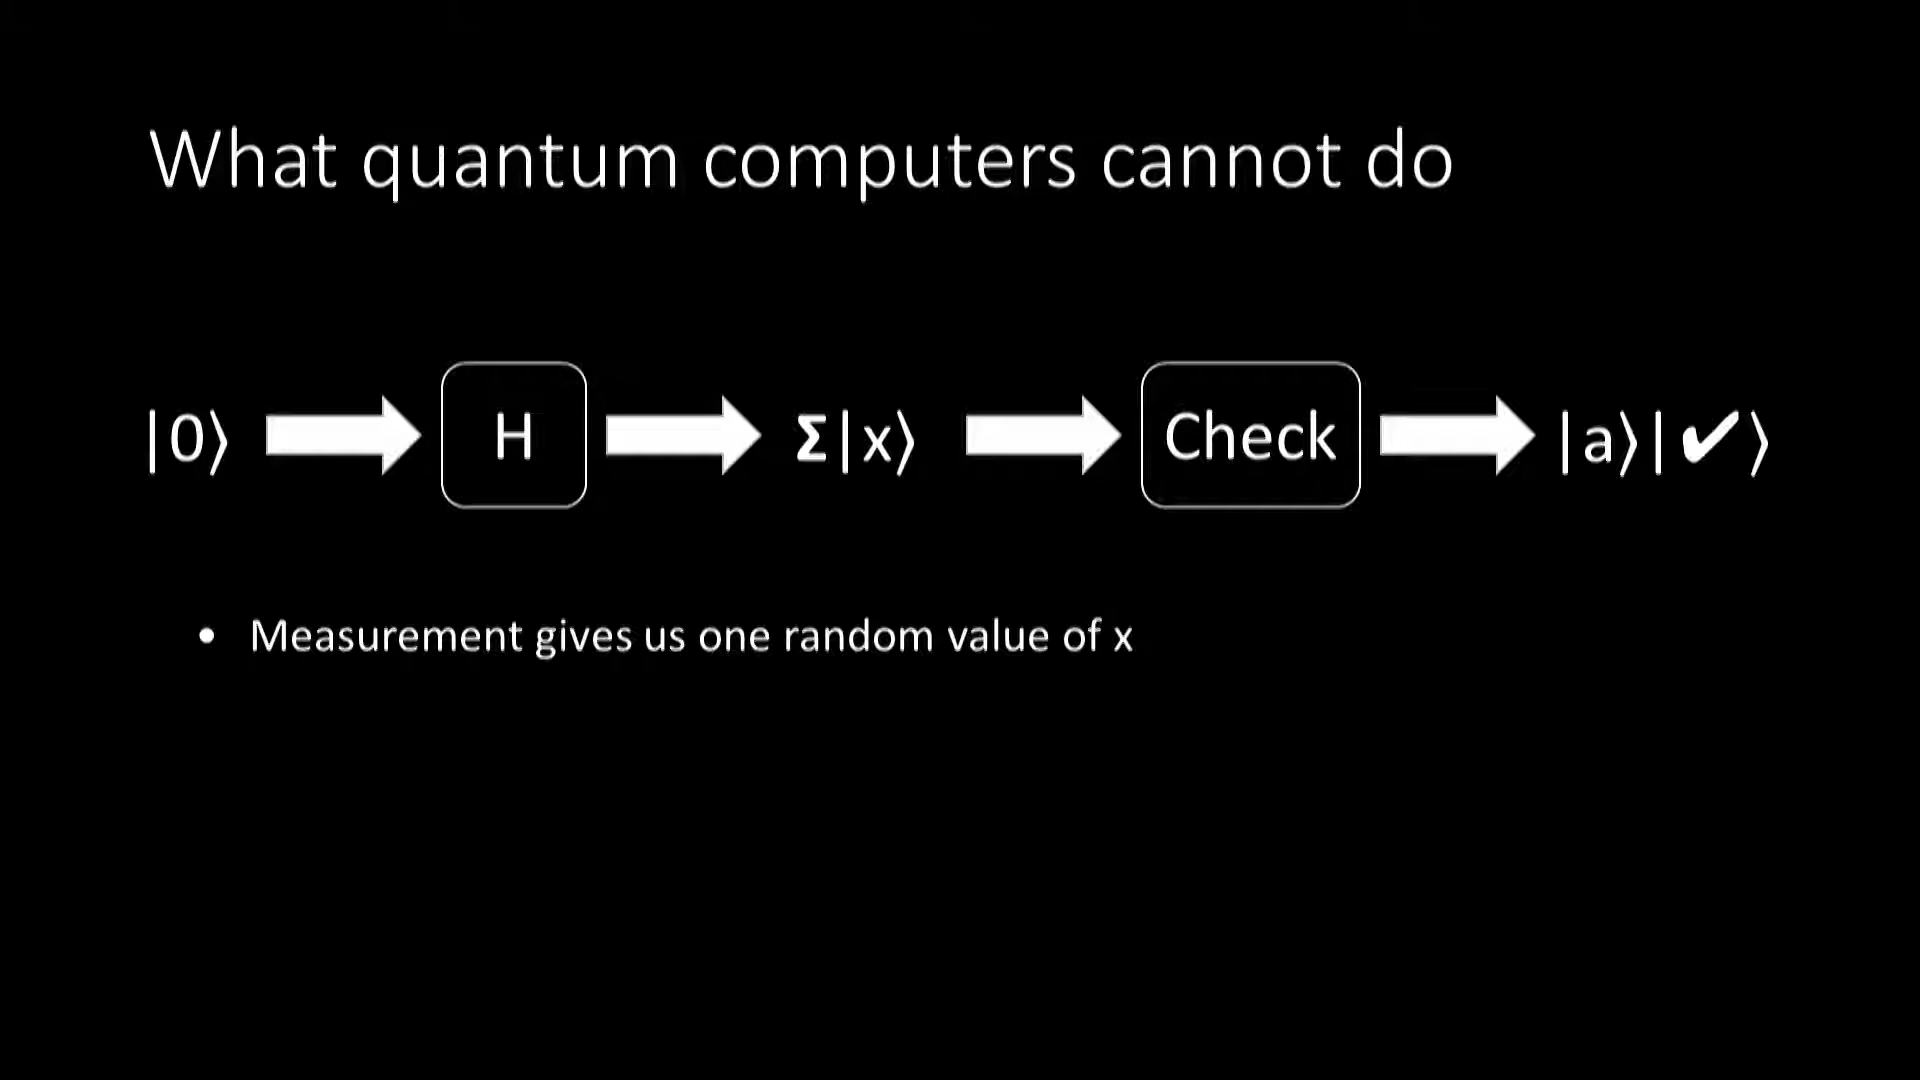 What quantum computers cannot do
|0⟩ H Σ|x⟩ Check |a⟩|✔⟩
• Measurement gives us one random value of x